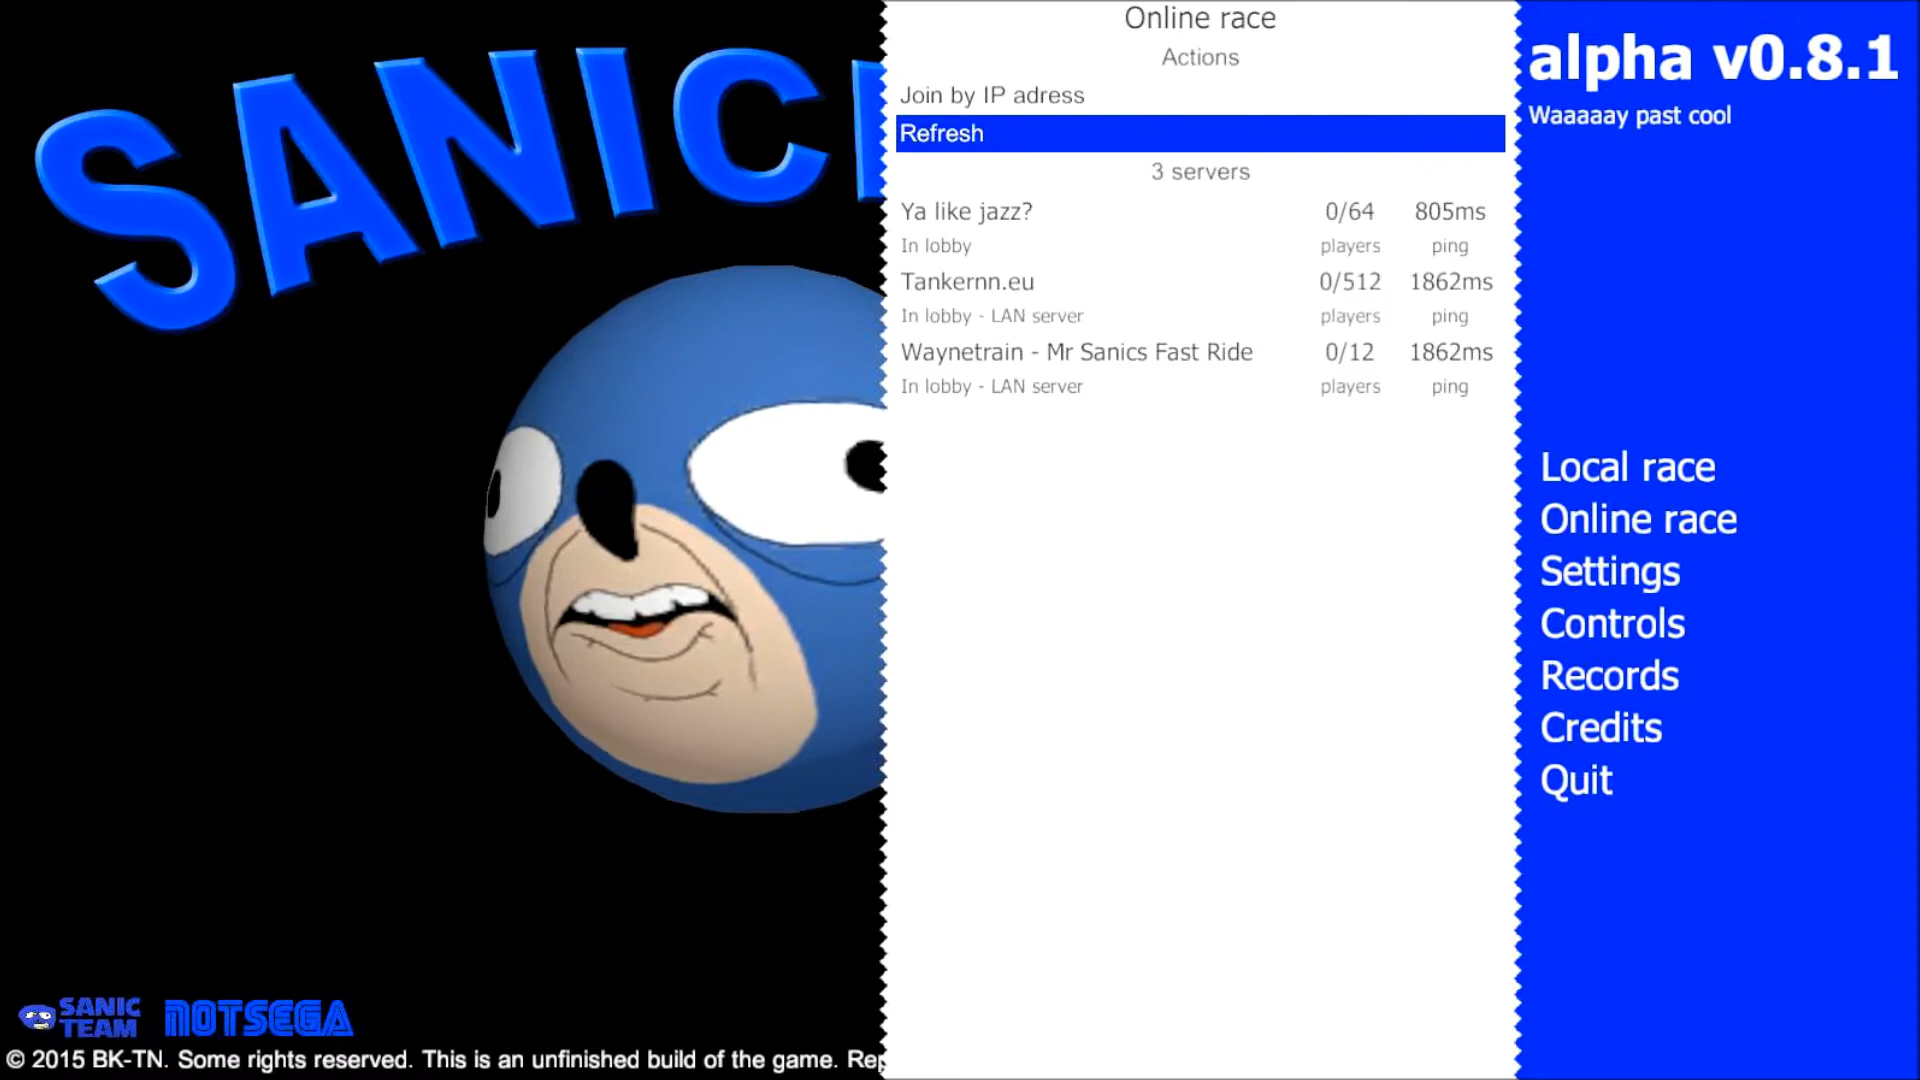 SANIC
Online race
Actions
Join by IP adress
Refresh
3 servers
Ya like jazz? 0/64 805ms
In lobby players ping
Tankernn.eu 0/512 1862ms
In lobby - LAN server players ping
Waynetrain - Mr Sanics Fast Ride 0/12 1862ms
In lobby - LAN server players ping
alpha v0.8.1
Waaaaay past cool
Local race
Online race
Settings
Controls
Records
Credits
Quit
SANIC
TEAM
NOTSEGA
© 2015 BK-TN. Some rights reserved. This is an unfinished build of the game. Rep